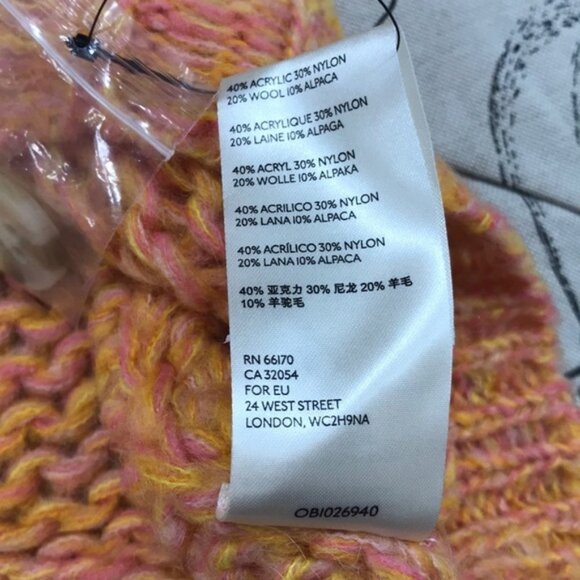 40% ACRYLIC 30% NYLON
20% WOOL 10% ALPACA
40% ACRYLIQUE 30% NYLON
20% LAINE 10% ALPAGA
40% ACRYL 30% NYLON
20% WOLLE 10% ALPAKA
40% ACRILICO 30% NYLON
20% LANA 10% ALPACA
40% ACRÍLICO 30% NYLON
20% LANA 10% ALPACA
40% 亚克力 30% 尼龙 20% 羊毛
10% 羊驼毛
RN 66170
CA 32054
FOR EU
24 WEST STREET
LONDON, WC2H9NA
OB1026940